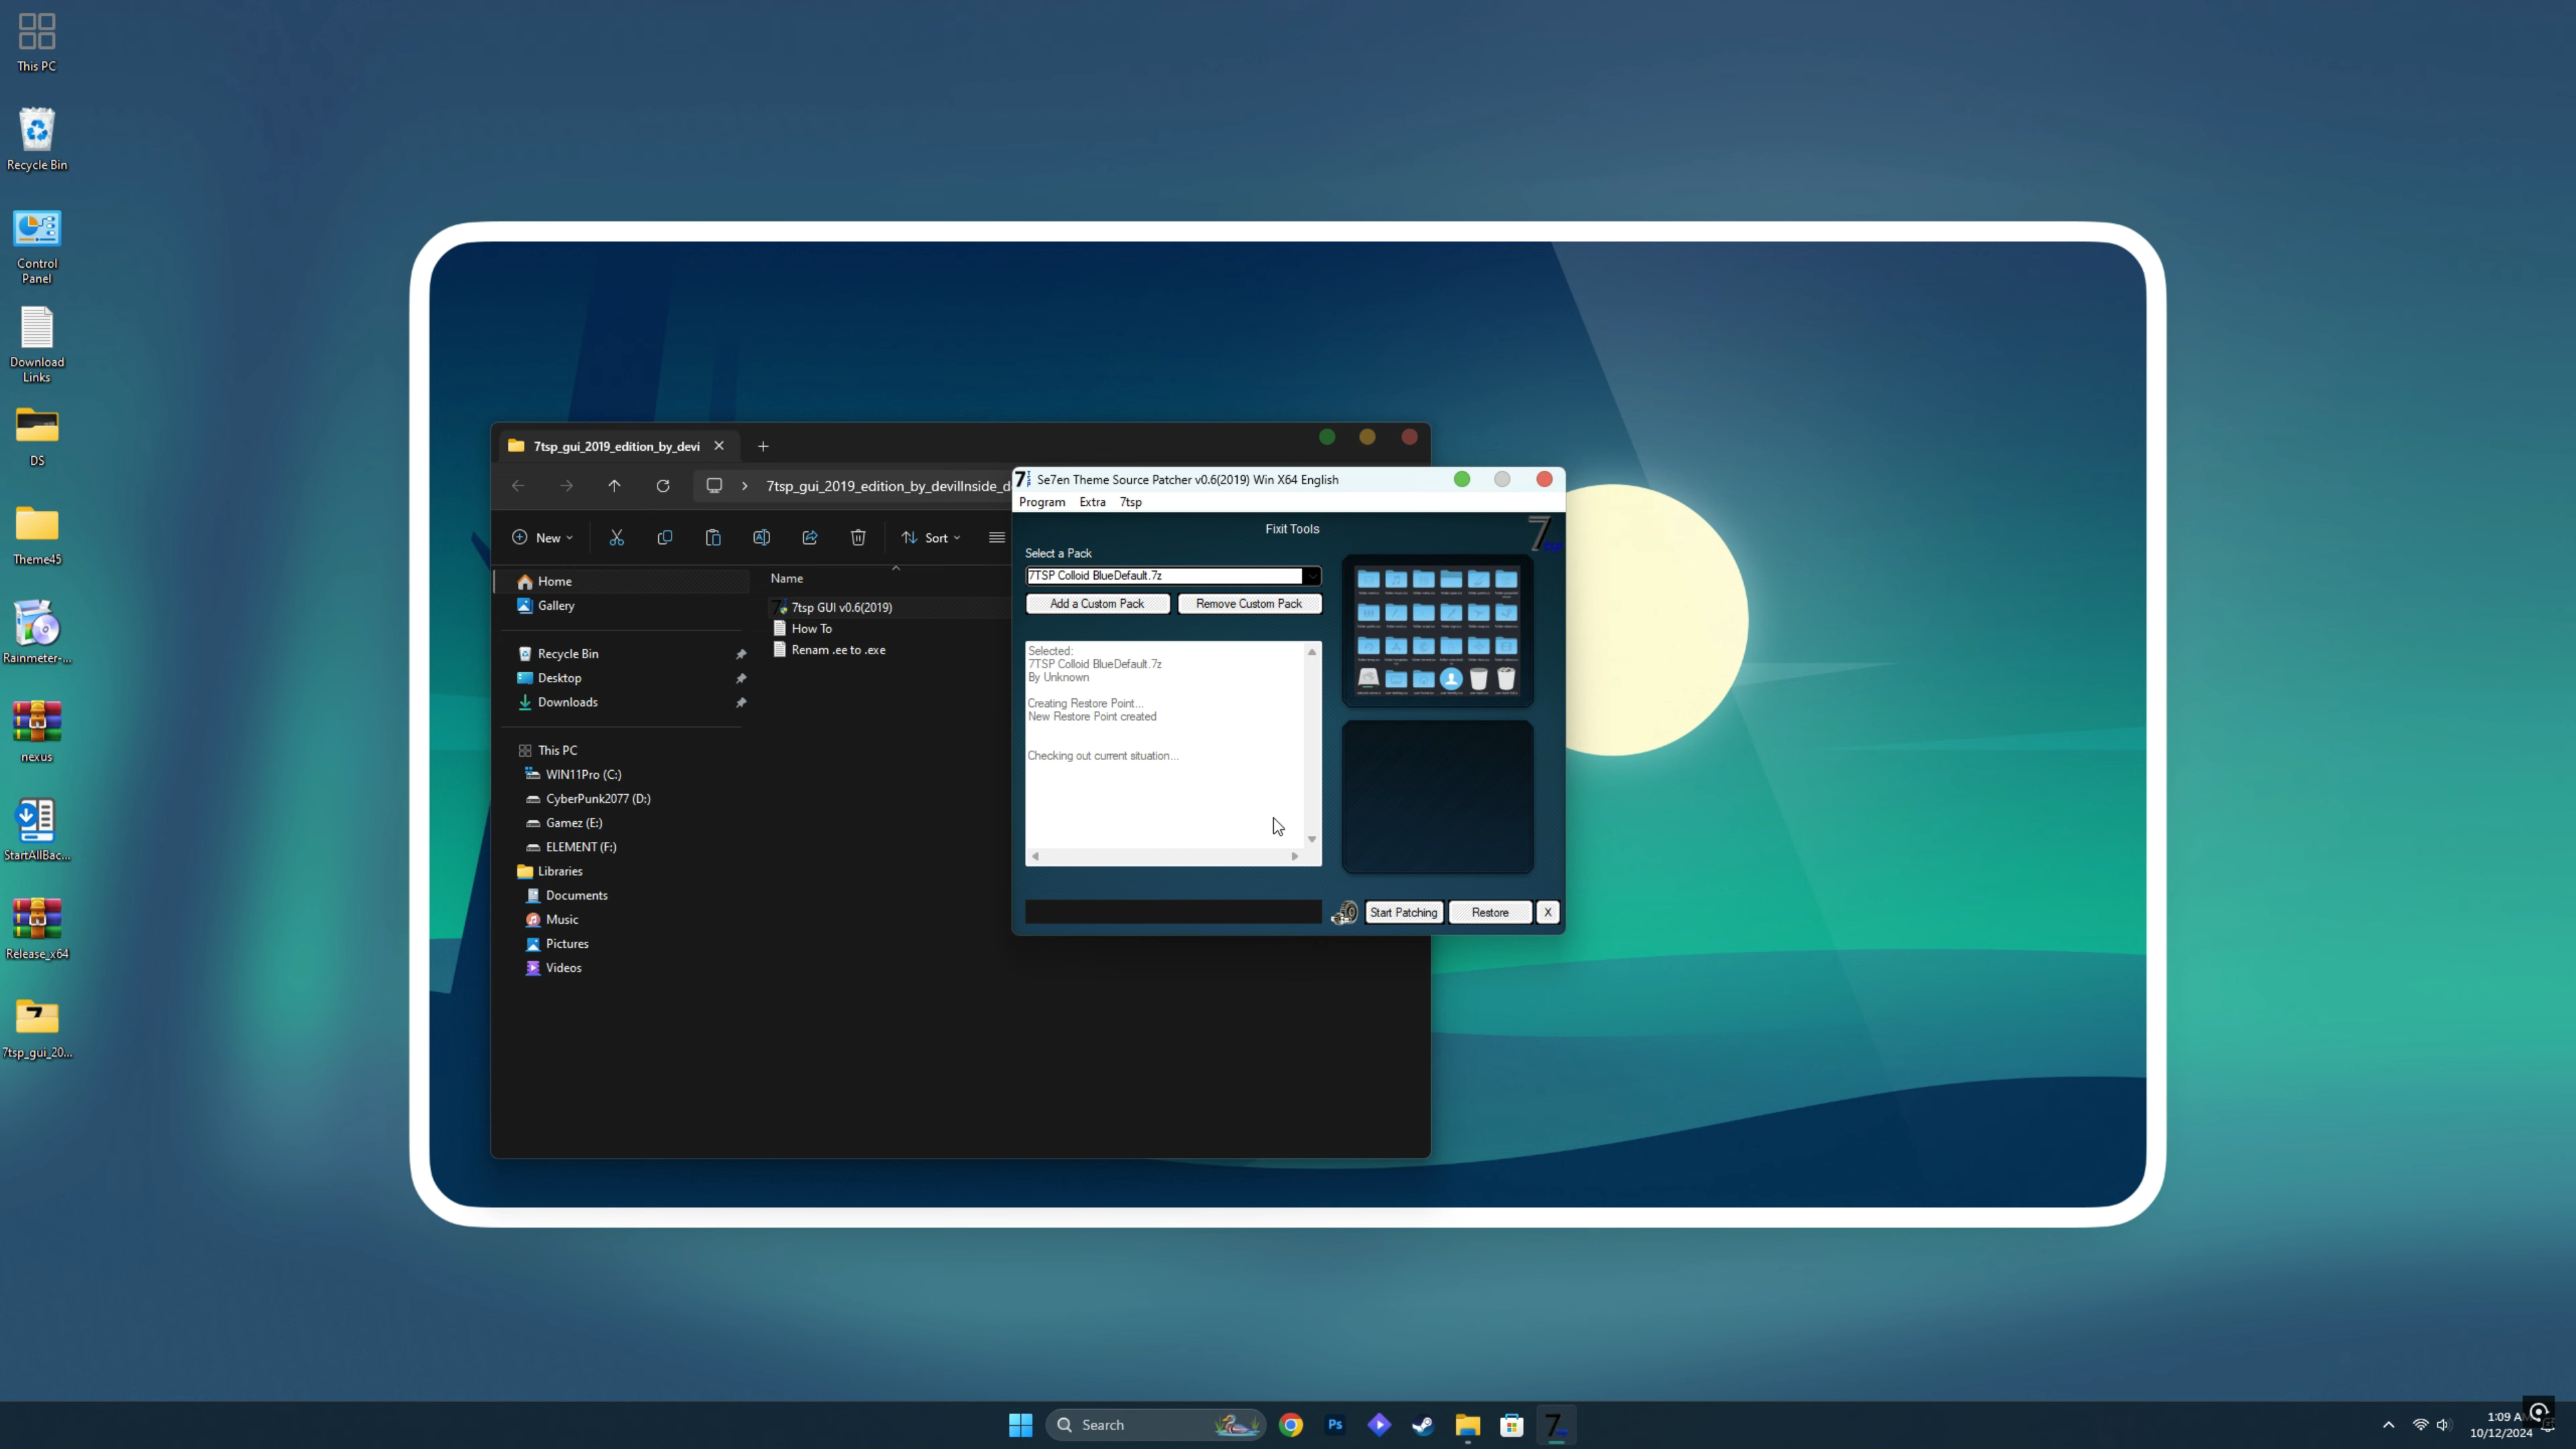 This PC
Recycle Bin
Control
Panel
Download
Links
DS
Theme45
Rainmeter-...
nexus
StartAllBac...
Release_x64
7tsp_gui_20...
7tsp_gui_2019_edition_by_devi
7tsp_gui_2019_edition_by_devilInside_d
New
Sort
Home
Gallery
Recycle Bin
Desktop
Downloads
This PC
WIN11Pro (C:)
CyberPunk2077 (D:)
Gamez (E:)
ELEMENT (F:)
Libraries
Documents
Music
Pictures
Videos
Name
7tsp GUI v0.6(2019)
How To
Renam .ee to .exe
Se7en Theme Source Patcher v0.6(2019) Win X64 English
Program Extra 7tsp
Fixit Tools
Select a Pack
7TSP Colloid BlueDefault.7z
Add a Custom Pack Remove Custom Pack
Selected:
7TSP Colloid BlueDefault.7z
By Unknown
Creating Restore Point...
New Restore Point created
Checking out current situation...
Start Patching Restore X
Search
Ps
1:09 A
10/12/2024